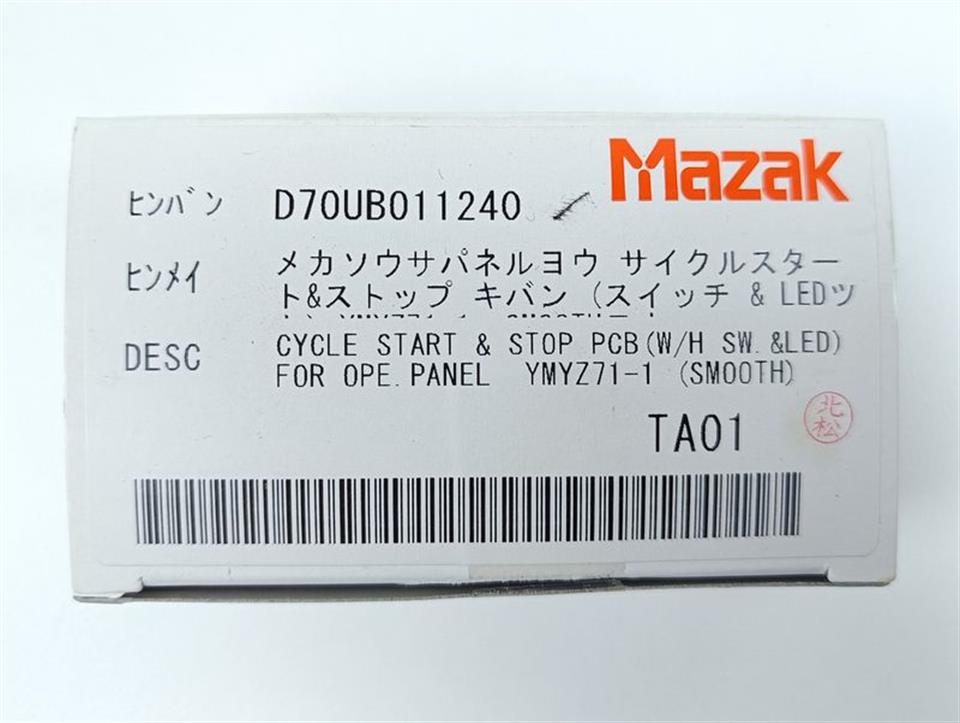 Mazak
ﾋﾝﾊﾞﾝ D70UB011240
ﾋﾝﾒｲ メカソウサパネルヨウ サイクルスター
ト&ストップ キバン (スイッチ & LEDツ
DESC CYCLE START & STOP PCB(W/H SW.&LED)
FOR OPE.PANEL YMYZ71-1 (SMOOTH)
TA01
北
松